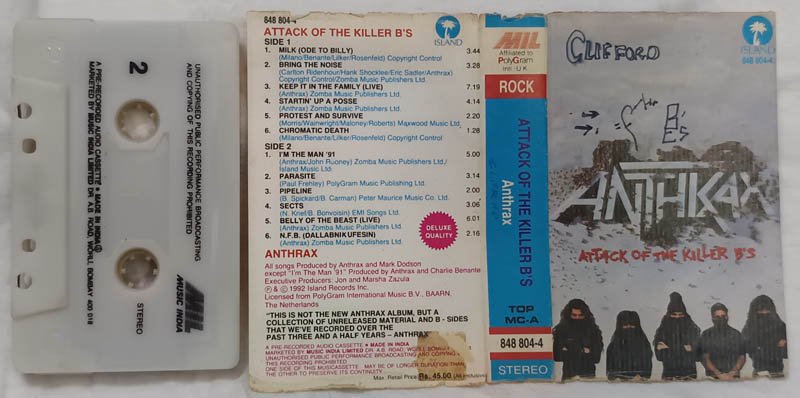 UNAUTHORISED PUBLIC PERFORMANCE BROADCASTING
AND COPYING OF THIS RECORDING PROHIBITED
2
A PRE-RECORDED AUDIO CASSETTE * MADE IN INDIA
MARKETED BY MUSIC INDIA LIMITED DR A.B. ROAD, WORLI, BOMBAY 400 018
MIL
MUSIC INDIA
STEREO
848 804-4
ATTACK OF THE KILLER B'S
ISLAND
SIDE 1
1. MILK (ODE TO BILLY) 3.44
(Milano/Benante/Lilker/Rosenfeld) Copyright Control
2. BRING THE NOISE 3.28
(Carlton Ridenhour/Hank Shocklee/Eric Sadler/Anthrax)
Copyright Control/Zomba Music Publishers Ltd.
3. KEEP IT IN THE FAMILY (LIVE) 7.19
(Anthrax) Zomba Music Publishers Ltd.
4. STARTIN' UP A POSSE 4.14
(Anthrax) Zomba Music Publishers Ltd.
5. PROTEST AND SURVIVE 2.20
(Morris/Wainwright/Maloney/Roberts) Maxwood Music Ltd.
6. CHROMATIC DEATH 1.28
(Milano/Benante/Lilker/Rosenfeld) Copyright Control
SIDE 2
1. I'M THE MAN '91 5.00
(Anthrax/John Rooney) Zomba Music Publishers Ltd./
Island Music Ltd.
2. PARASITE 3.14
(Paul Frehley) PolyGram Music Publishing Ltd.
3. PIPELINE 2.00
(B. Spickard/B. Carman) Peter Maurice Music Co. Ltd.
4. SECTS 3.06
(N. Krief/B. Bonvoisin) EMI Songs Ltd.
5. BELLY OF THE BEAST (LIVE) 6.01
(Anthrax) Zomba Music Publishers Ltd.
6. N.F.B. (DALLABNIKUFESIN) 2.16
(Anthrax) Zomba Music Publishers Ltd.
DELUXE
QUALITY
ANTHRAX
All songs Produced by Anthrax and Mark Dodson
except "I'm The Man '91" Produced by Anthrax and Charlie Benante
Executive Producers: Jon and Marsha Zazula
℗ & © 1992 Island Records Inc.
Licensed from PolyGram International Music B.V., BAARN,
The Netherlands
"THIS IS NOT THE NEW ANTHRAX ALBUM, BUT A
COLLECTION OF UNRELEASED MATERIAL AND B - SIDES
THAT WE'VE RECORDED OVER THE
PAST THREE AND A HALF YEARS – ANTHRAX"
A PRE-RECORDED AUDIO CASSETTE * MADE IN INDIA
MARKETED BY MUSIC INDIA LIMITED DR A.B. ROAD, WORLI, BOMBAY
UNAUTHORISED PUBLIC PERFORMANCE BROADCASTING AND COPYING OF
THIS RECORDING PROHIBITED
ONE SIDE OF THIS MUSICASSETTE MAY BE OF LONGER DURATION THAN
THE OTHER TO PRESERVE ITS CONTINUITY.
Max. Retail Price Rs. 45.00
MIL
Affiliated to
PolyGram
Intl - U.K.
ROCK
ATTACK OF THE KILLER B'S
Anthrax
TOP
MC-A
848 804-4
STEREO
CLIFFORD
ISLAND
848 804-4
B's
ANTHRAX
ATTACK OF THE KILLER B'S